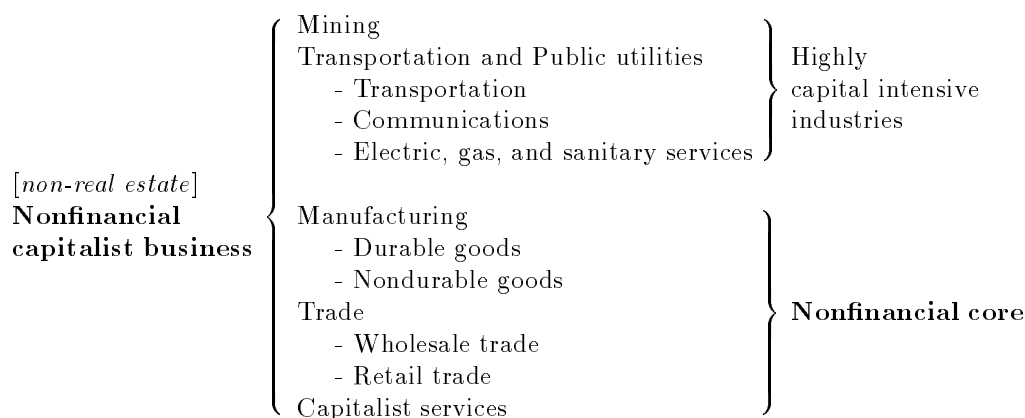 Mining
Transportation and Public utilities
- Transportation
- Communications
- Electric, gas, and sanitary services
Highly
capital intensive
industries
[non-real estate]
Nonfinancial
capitalist business
Manufacturing
- Durable goods
- Nondurable goods
Trade
- Wholesale trade
- Retail trade
Capitalist services
Nonfinancial core